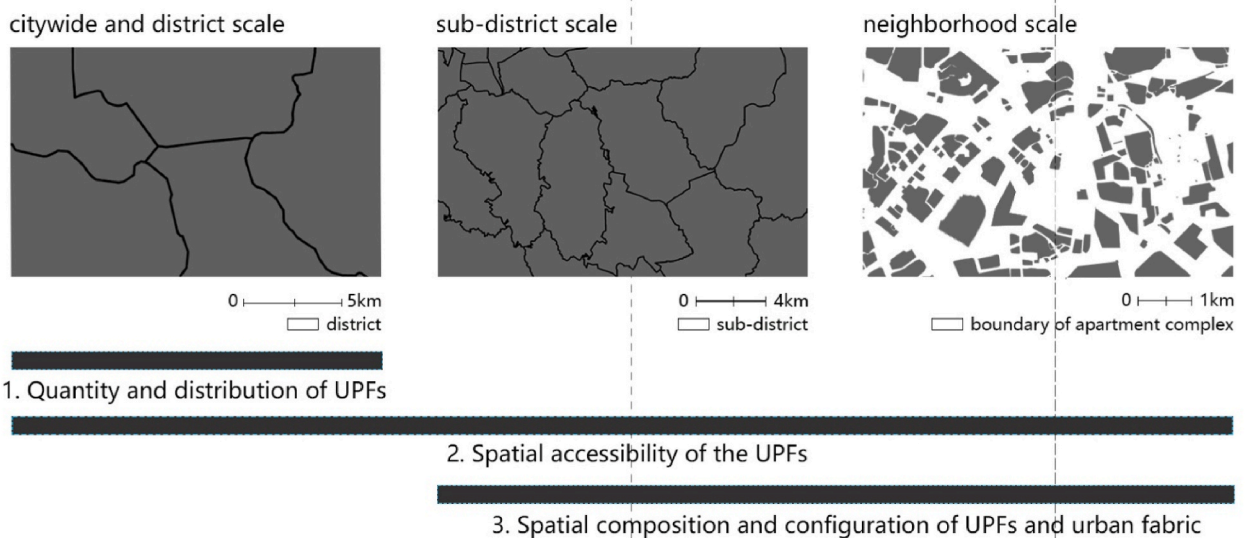 citywide and district scale
sub-district scale
neighborhood scale
0 5km
district
0 4km
sub-district
0 1km
boundary of apartment complex
1. Quantity and distribution of UPFs
2. Spatial accessibility of the UPFs
3. Spatial composition and configuration of UPFs and urban fabric